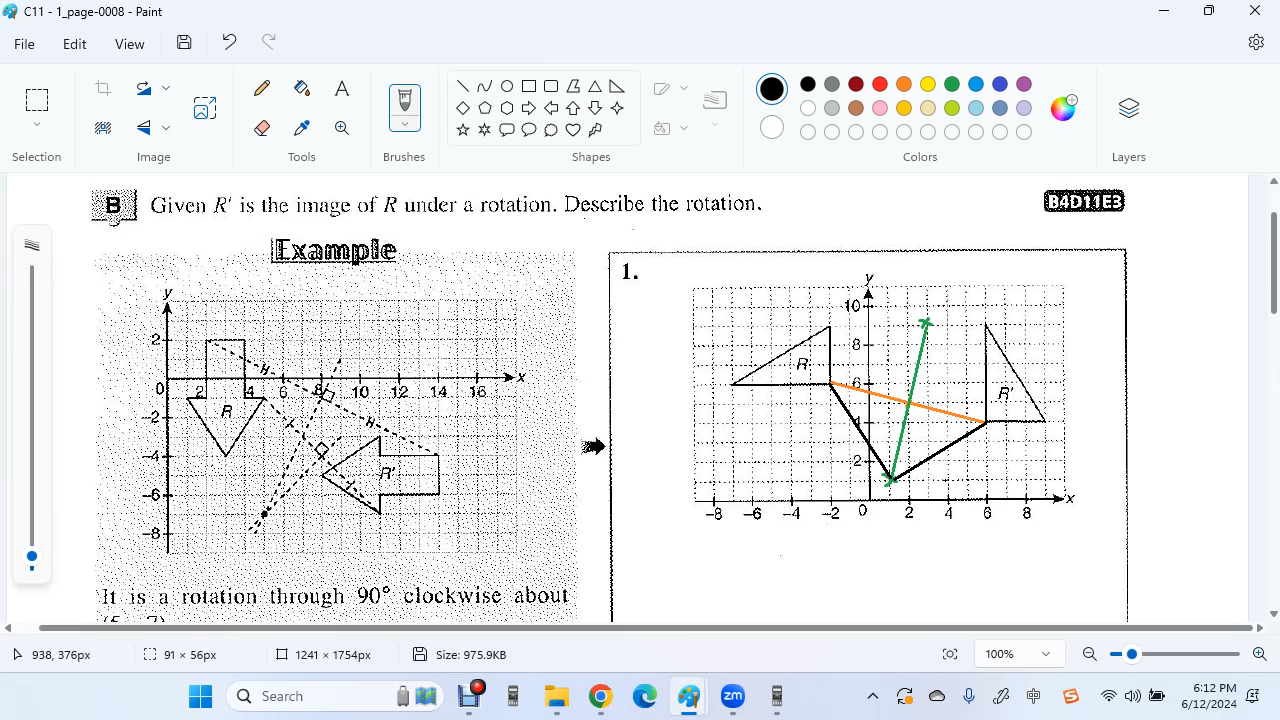 C11 - 1_page-0008 - Paint
File Edit View
Selection Image Tools Brushes Shapes Colors Layers
B Given R' is the image of R under a rotation. Describe the rotation. B4D11E3
Example
1.
y
2
0 2 4 6 8 10 12 14 16 x
-2 R
-4
R'
-6
-8
y
10
8
R
6 R'
4
2
-8 -6 -4 -2 0 2 4 6 8 x
It is a rotation through 90° clockwise about
938, 376px 91 × 56px 1241 × 1754px Size: 975.9KB 100%
Search zm 中 S 6:12 PM
6/12/2024